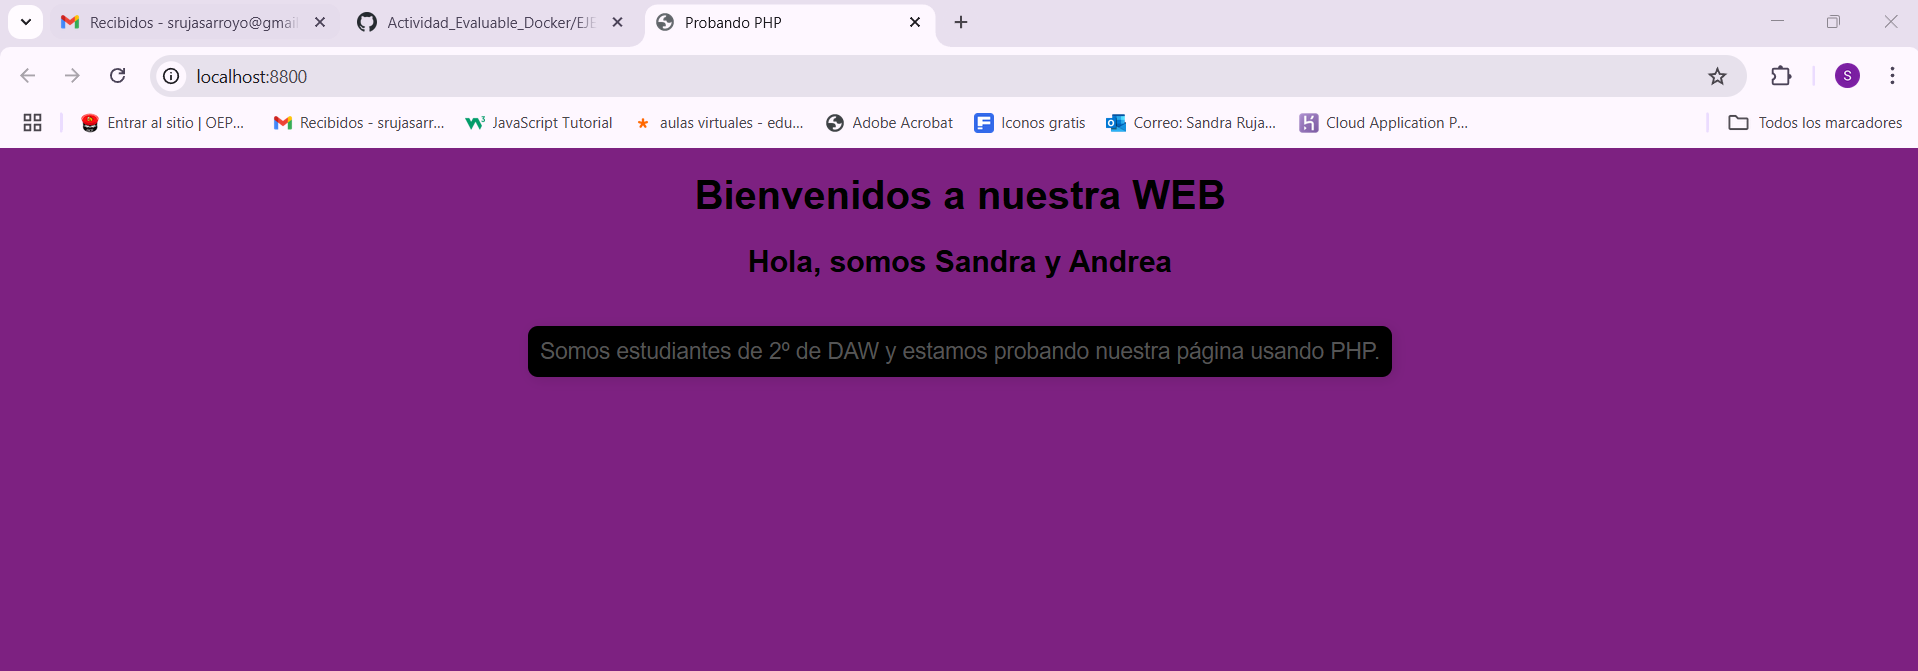 Recibidos - srujasarroyo@gmail
Actividad_Evaluable_Docker/EJE
Probando PHP
localhost:8800
S
Entrar al sitio | OEP...
Recibidos - srujasarr...
JavaScript Tutorial
aulas virtuales - edu...
Adobe Acrobat
Iconos gratis
Correo: Sandra Ruja...
Cloud Application P...
Todos los marcadores
Bienvenidos a nuestra WEB
Hola, somos Sandra y Andrea
Somos estudiantes de 2º de DAW y estamos probando nuestra página usando PHP.